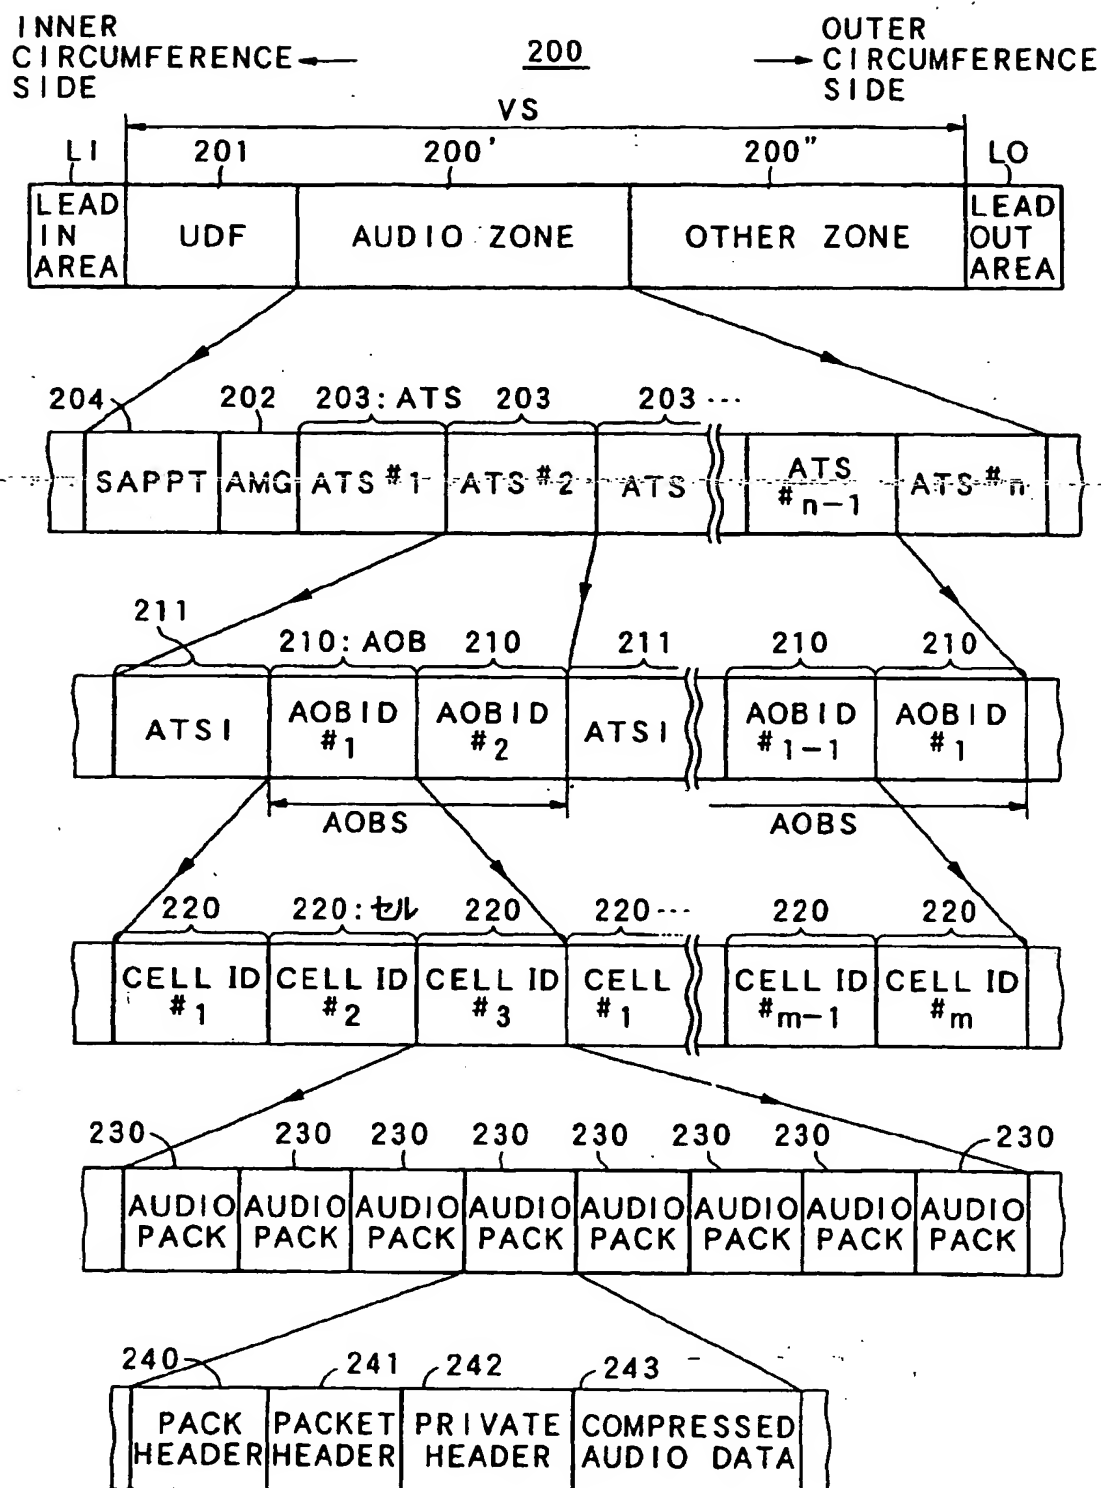 INNER CIRCUMFERENCE SIDE
200
OUTER CIRCUMFERENCE SIDE
VS
LI 201 200' 200" LO
LEAD IN AREA UDF AUDIO ZONE OTHER ZONE LEAD OUT AREA
204 202 203:ATS 203 203...
SAPPT AMG ATS #1 ATS #2 ATS ATS #n-1 ATS #n
211 210:AOB 210 211 210 210
ATSI AOBID #1 AOBID #2 ATSI AOBID #1-1 AOBID #1
AOBS AOBS
220 220:セル 220 220... 220 220
CELL ID #1 CELL ID #2 CELL ID #3 CELL #1 CELL ID #m-1 CELL ID #m
230 230 230 230 230 230 230 230
AUDIO PACK AUDIO PACK AUDIO PACK AUDIO PACK AUDIO PACK AUDIO PACK AUDIO PACK AUDIO PACK
240 241 242 243
PACK HEADER PACKET HEADER PRIVATE HEADER COMPRESSED AUDIO DATA